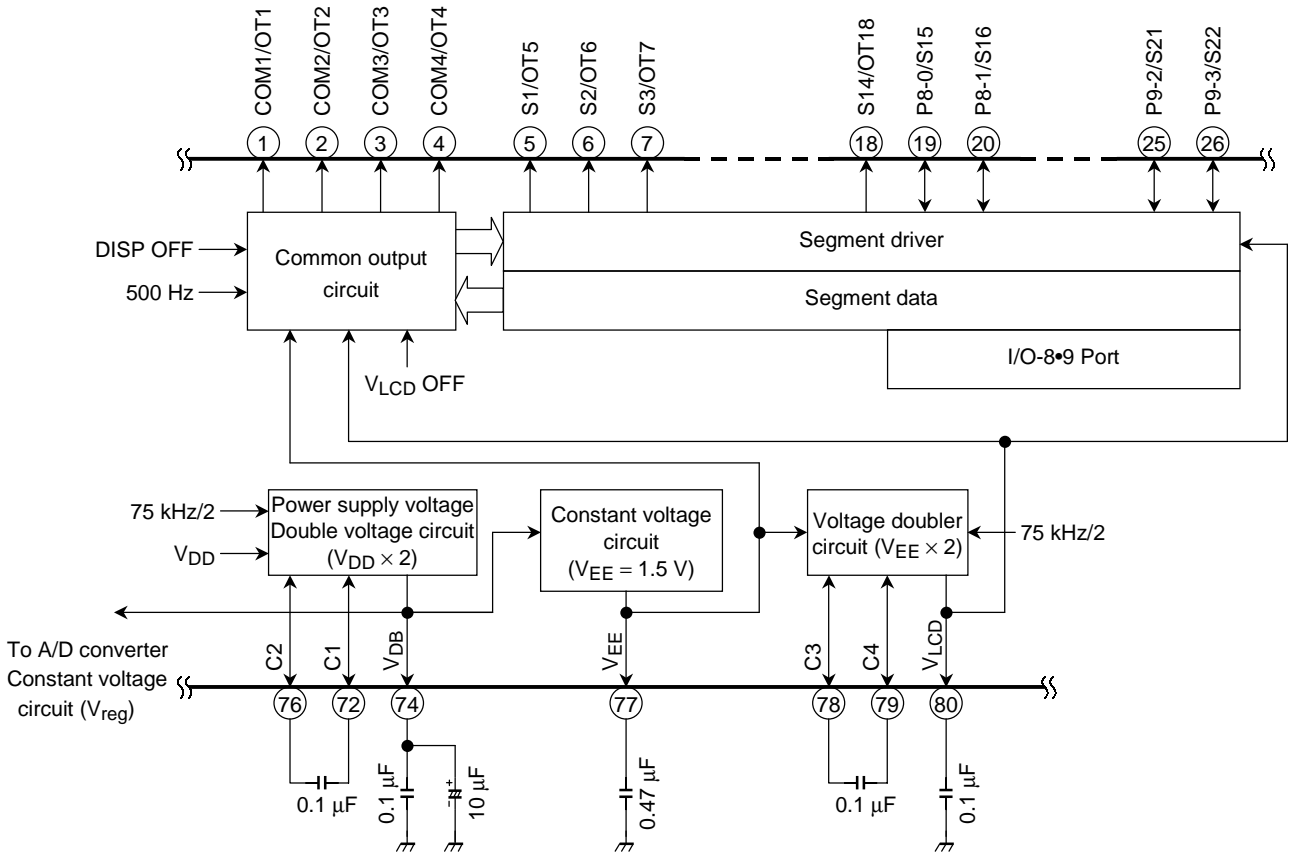 COM1/OT1
COM2/OT2
COM3/OT3
COM4/OT4
S1/OT5
S2/OT6
S3/OT7
S14/OT18
P8-0/S15
P8-1/S16
P9-2/S21
P9-3/S22
1
2
3
4
5
6
7
18
19
20
25
26
DISP OFF
500 Hz
Common output
circuit
Segment driver
Segment data
I/O-8•9 Port
VLCD OFF
75 kHz/2
VDD
Power supply voltage
Double voltage circuit
(VDD × 2)
Constant voltage
circuit
(VEE = 1.5 V)
Voltage doubler
circuit (VEE × 2)
75 kHz/2
To A/D converter
Constant voltage
circuit (Vreg)
C2
C1
VDB
VEE
C3
C4
VLCD
76
72
74
77
78
79
80
0.1 µF
0.1 µF
- +
10 µF
0.47 µF
0.1 µF
0.1 µF